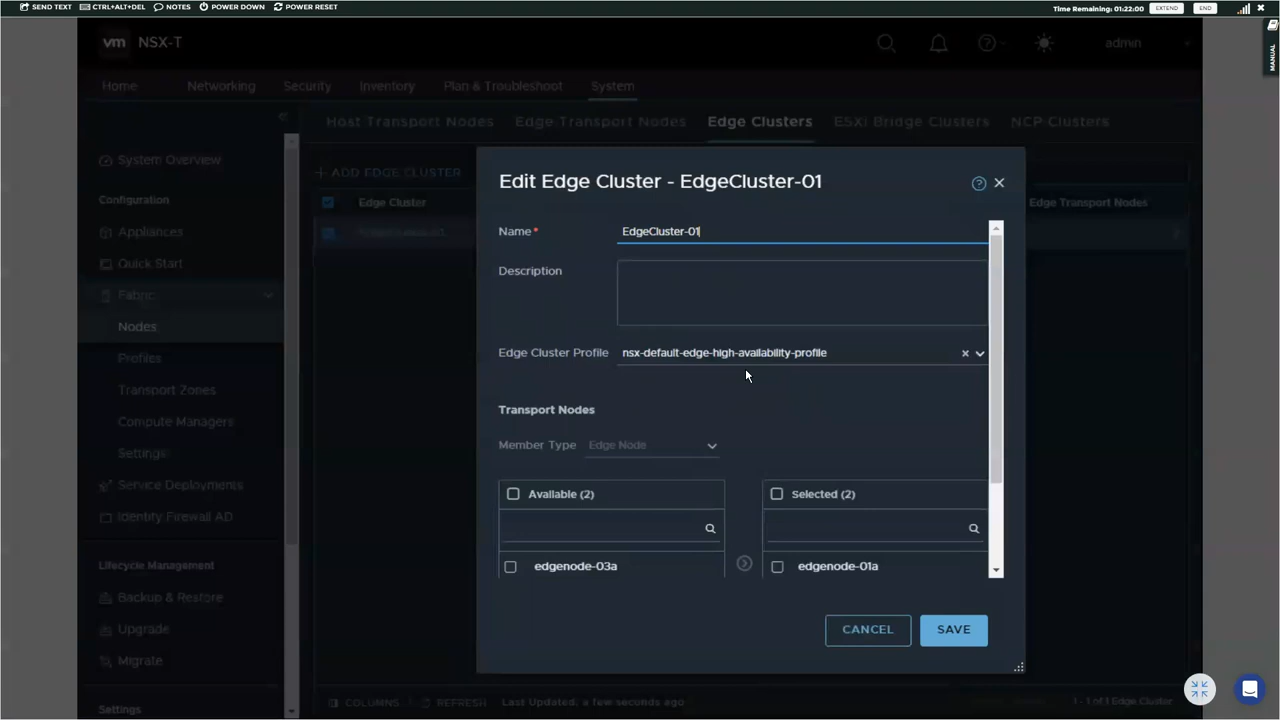 SEND TEXT CTRL+ALT+DEL NOTES POWER DOWN POWER RESET Time Remaining: 01:22:00 EXTEND END
MANUAL
vm NSX-T admin
Home Networking Security Inventory Plan & Troubleshoot System
Host Transport Nodes Edge Transport Nodes Edge Clusters ESXi Bridge Clusters NCP Clusters
System Overview
Configuration
Appliances
Quick Start
Fabric
Nodes
Profiles
Transport Zones
Compute Managers
Settings
Service Deployments
Identity Firewall AD
Lifecycle Management
Backup & Restore
Upgrade
Migrate
Settings
+ ADD EDGE CLUSTER
Edge Cluster Edge Transport Nodes
Edit Edge Cluster - EdgeCluster-01
Name* EdgeCluster-01
Description
Edge Cluster Profile nsx-default-edge-high-availability-profile
Transport Nodes
Member Type Edge Node
Available (2) Selected (2)
edgenode-03a edgenode-01a
CANCEL SAVE
COLUMNS REFRESH Last Updated: a few seconds ago 1 - 1 of 1 Edge Cluster